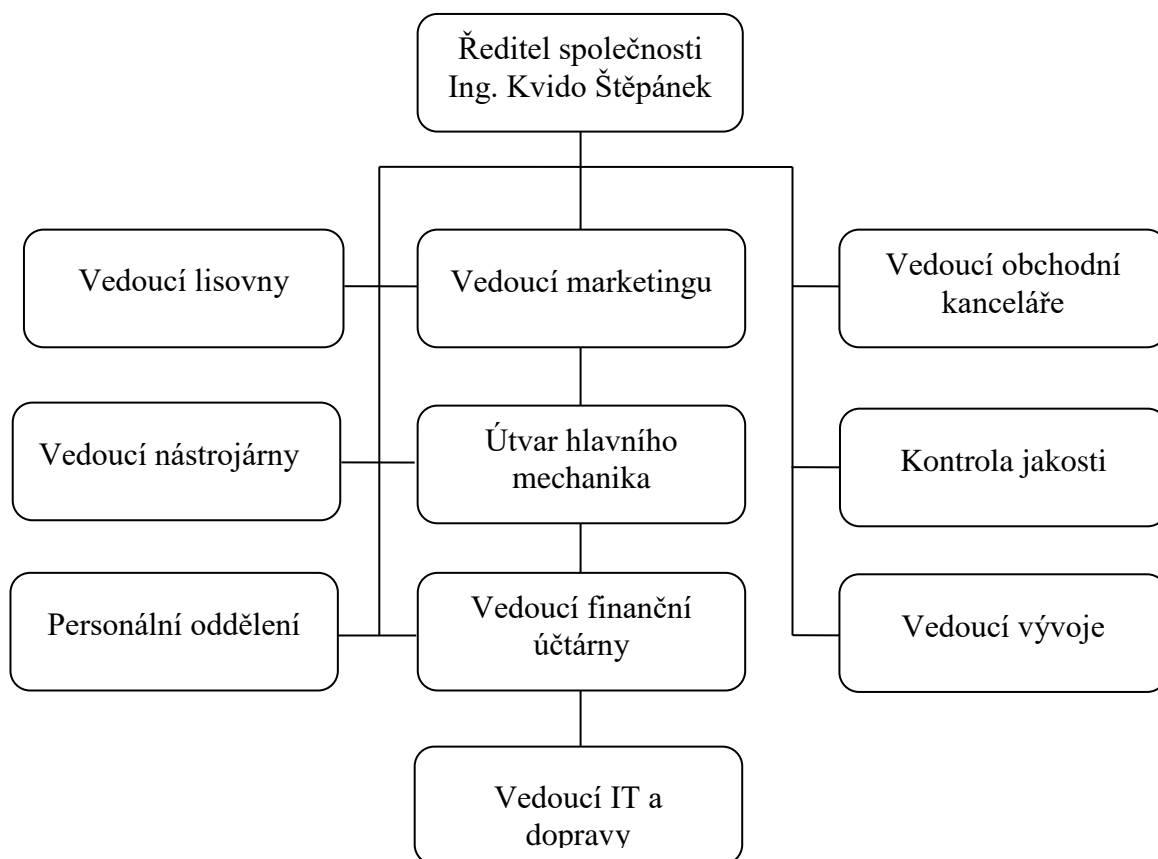 Ředitel společnosti
Ing. Kvido Štěpánek
Vedoucí lisovny
Vedoucí marketingu
Vedoucí obchodní
kanceláře
Vedoucí nástrojárny
Útvar hlavního
mechanika
Kontrola jakosti
Personální oddělení
Vedoucí finanční
účtárny
Vedoucí vývoje
Vedoucí IT a
dopravy